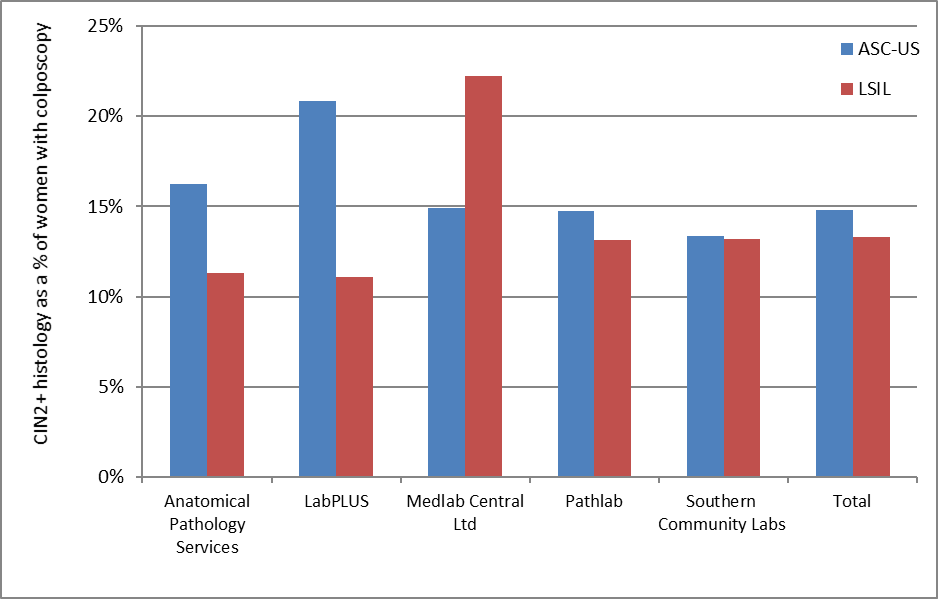 CIN2+ histology as a % of women with colposcopy
25%
20%
15%
10%
5%
0%
ASC-US
LSIL
Anatomical
Pathology
Services
LabPLUS
Medlab Central
Ltd
Pathlab
Southern
Community Labs
Total